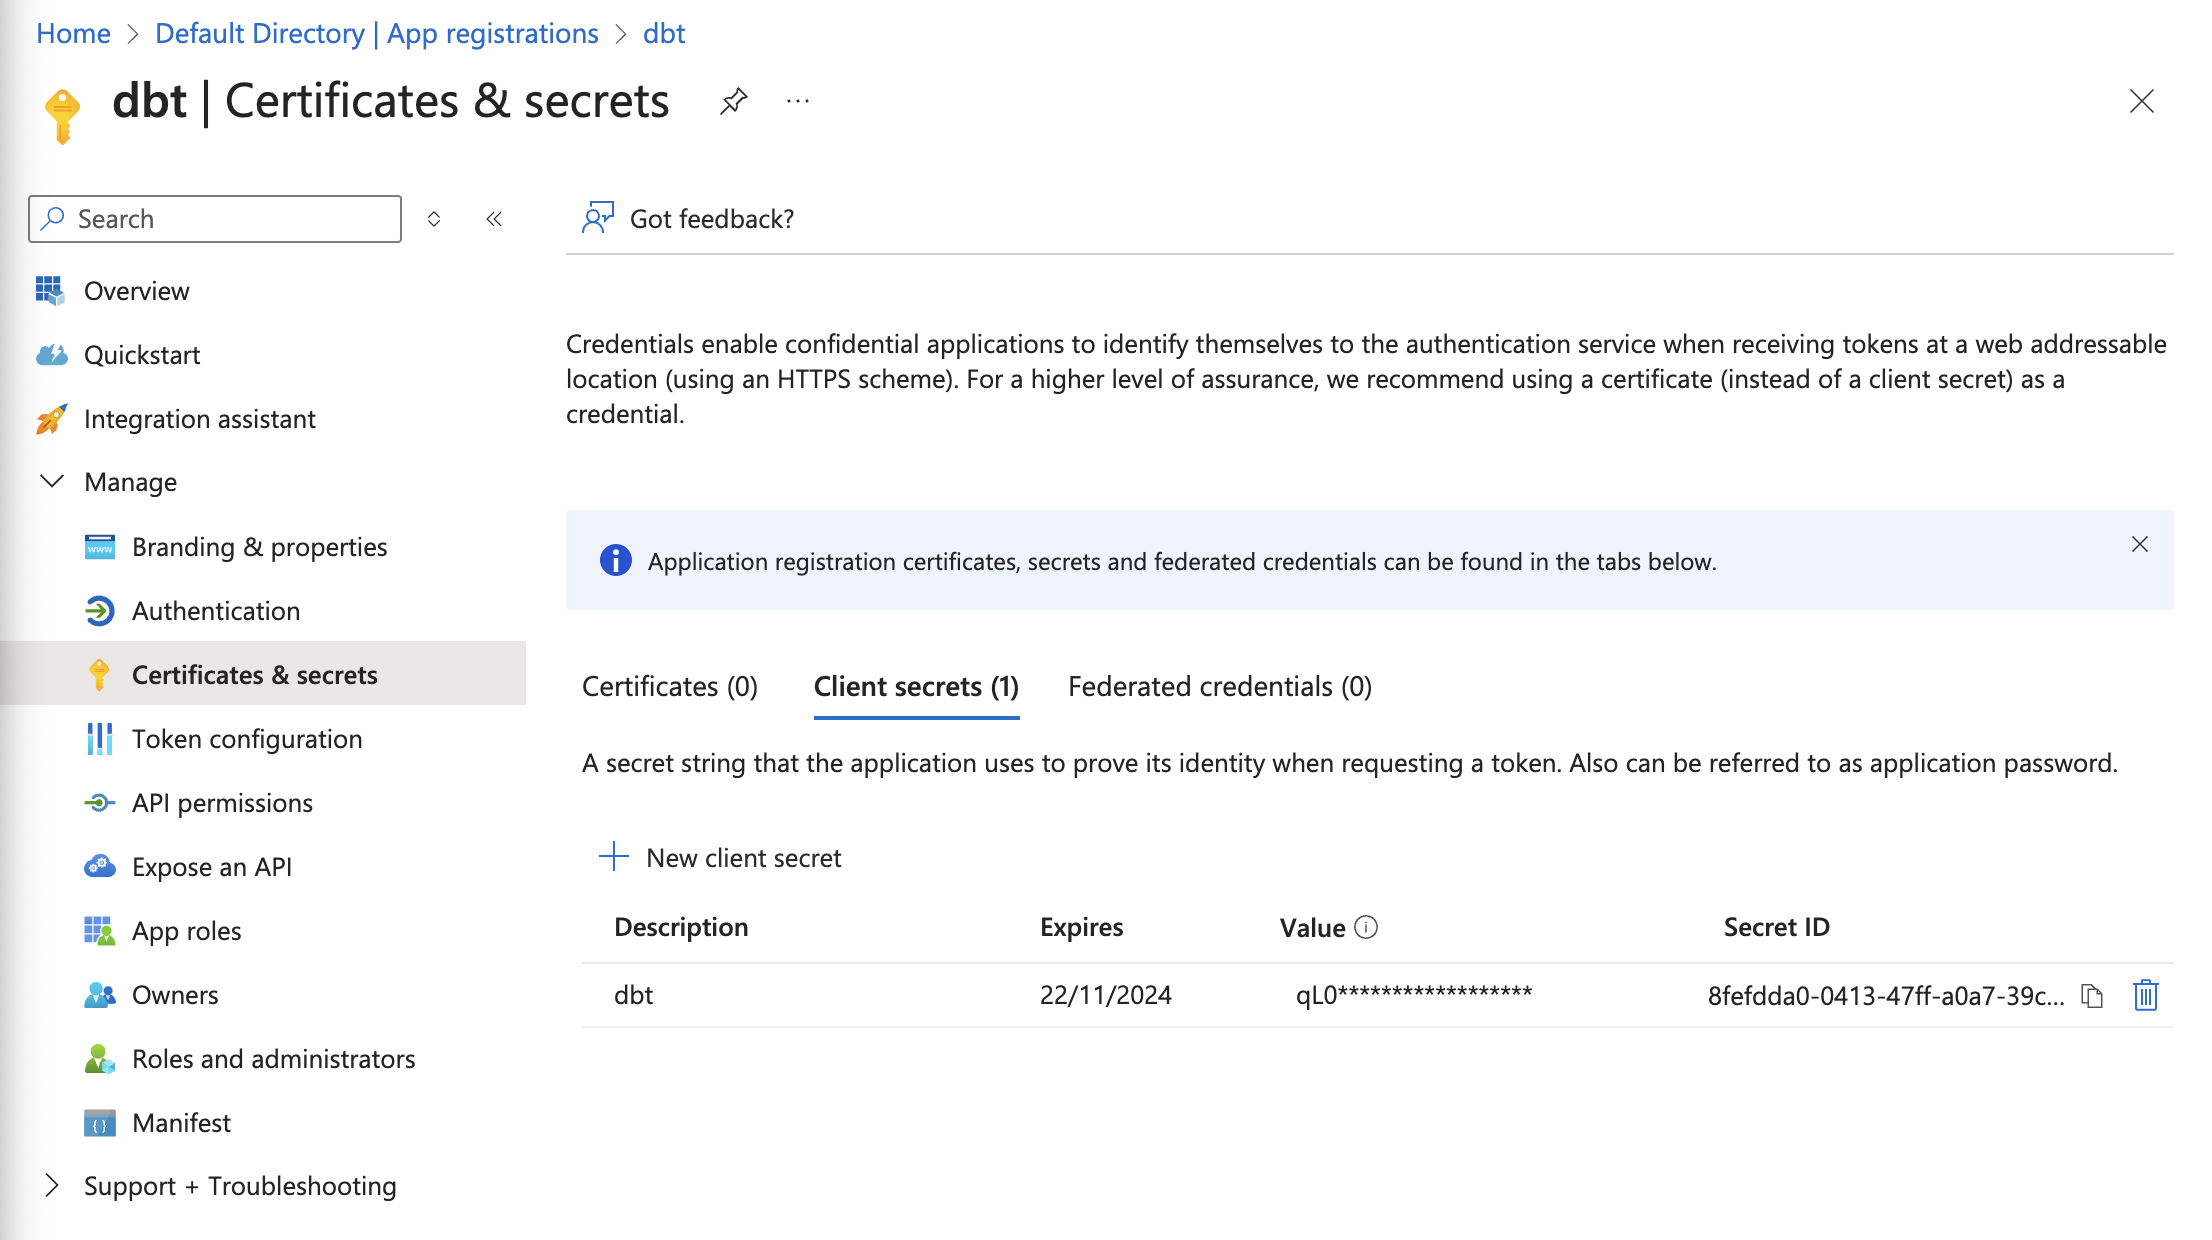 Home > Default Directory | App registrations > dbt
dbt | Certificates & secrets
Search
Overview
Quickstart
Integration assistant
Manage
Branding & properties
Authentication
Certificates & secrets
Token configuration
API permissions
Expose an API
App roles
Owners
Roles and administrators
Manifest
Support + Troubleshooting
Got feedback?
Credentials enable confidential applications to identify themselves to the authentication service when receiving tokens at a web addressable
location (using an HTTPS scheme). For a higher level of assurance, we recommend using a certificate (instead of a client secret) as a
credential.
Application registration certificates, secrets and federated credentials can be found in the tabs below.
Certificates (0) Client secrets (1) Federated credentials (0)
A secret string that the application uses to prove its identity when requesting a token. Also can be referred to as application password.
New client secret
Description Expires Value Secret ID
dbt 22/11/2024 qL0****************** 8fefdda0-0413-47ff-a0a7-39c...